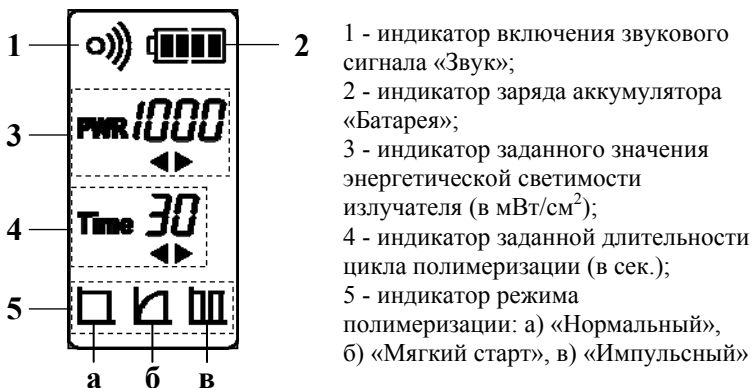 1
2
PWR 1000
3
Time 30
4
5
а б в
1 - индикатор включения звукового
сигнала «Звук»;
2 - индикатор заряда аккумулятора
«Батарея»;
3 - индикатор заданного значения
энергетической светимости
излучателя (в мВт/см²);
4 - индикатор заданной длительности
цикла полимеризации (в сек.);
5 - индикатор режима
полимеризации: а) «Нормальный»,
б) «Мягкий старт», в) «Импульсный»